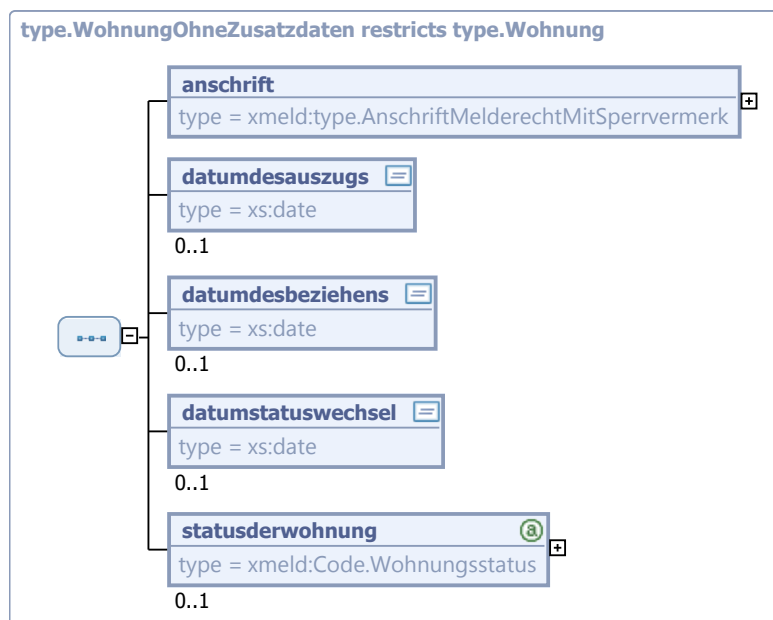 type.WohnungOhneZusatzdaten restricts type.Wohnung
anschrift
type = xmeld:type.AnschriftMelderechtMitSperrvermerk
datumdesauszugs
type = xs:date
0..1
datumdesbeziehens
type = xs:date
0..1
datumstatuswechsel
type = xs:date
0..1
statusderwohnung
type = xmeld:Code.Wohnungsstatus
0..1